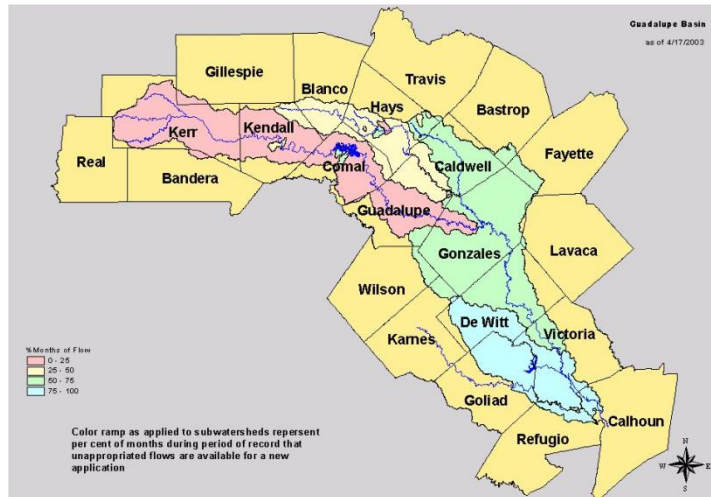 Guadalupe Basin
as of 4/17/2003
Gillespie
Blanco
Travis
Hays
Bastrop
Kerr
Kendall
Real
Bandera
Comal
Caldwell
Fayette
Guadalupe
Gonzales
Lavaca
Wilson
De Witt
Victoria
Karnes
Goliad
Calhoun
Refugio
% Months of Flow
0 - 25
25 - 50
50 - 75
75 - 100
Color ramp as applied to subwatersheds repersent
per cent of months during period of record that
unappropriated flows are available for a new
application
N
W E
S